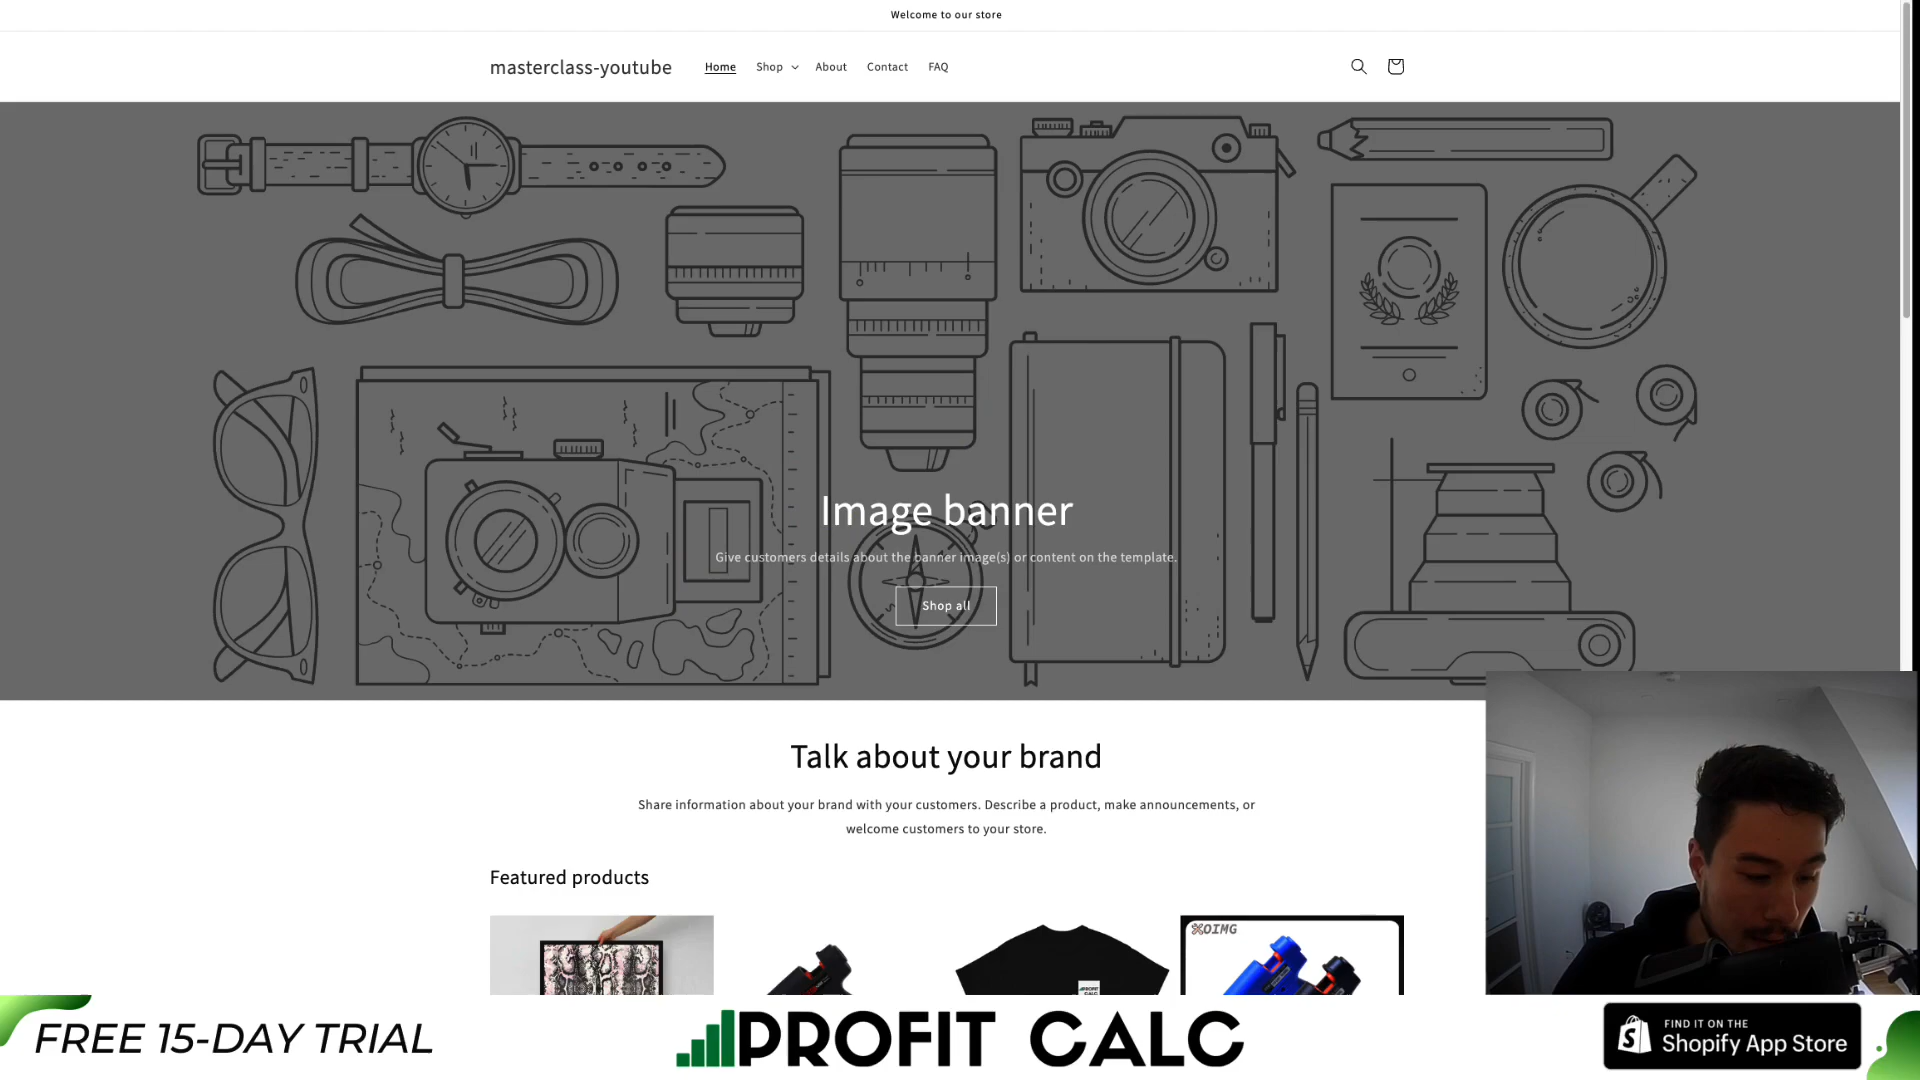 Welcome to our store
masterclass-youtube
Home Shop About Contact FAQ
Image banner
Give customers details about the banner image(s) or content on the template.
Shop all
Talk about your brand
Share information about your brand with your customers. Describe a product, make announcements, or
welcome customers to your store.
Featured products
XOIMG
PROFIT
CALC
FREE 15-DAY TRIAL
PROFIT CALC
FIND IT ON THE
Shopify App Store